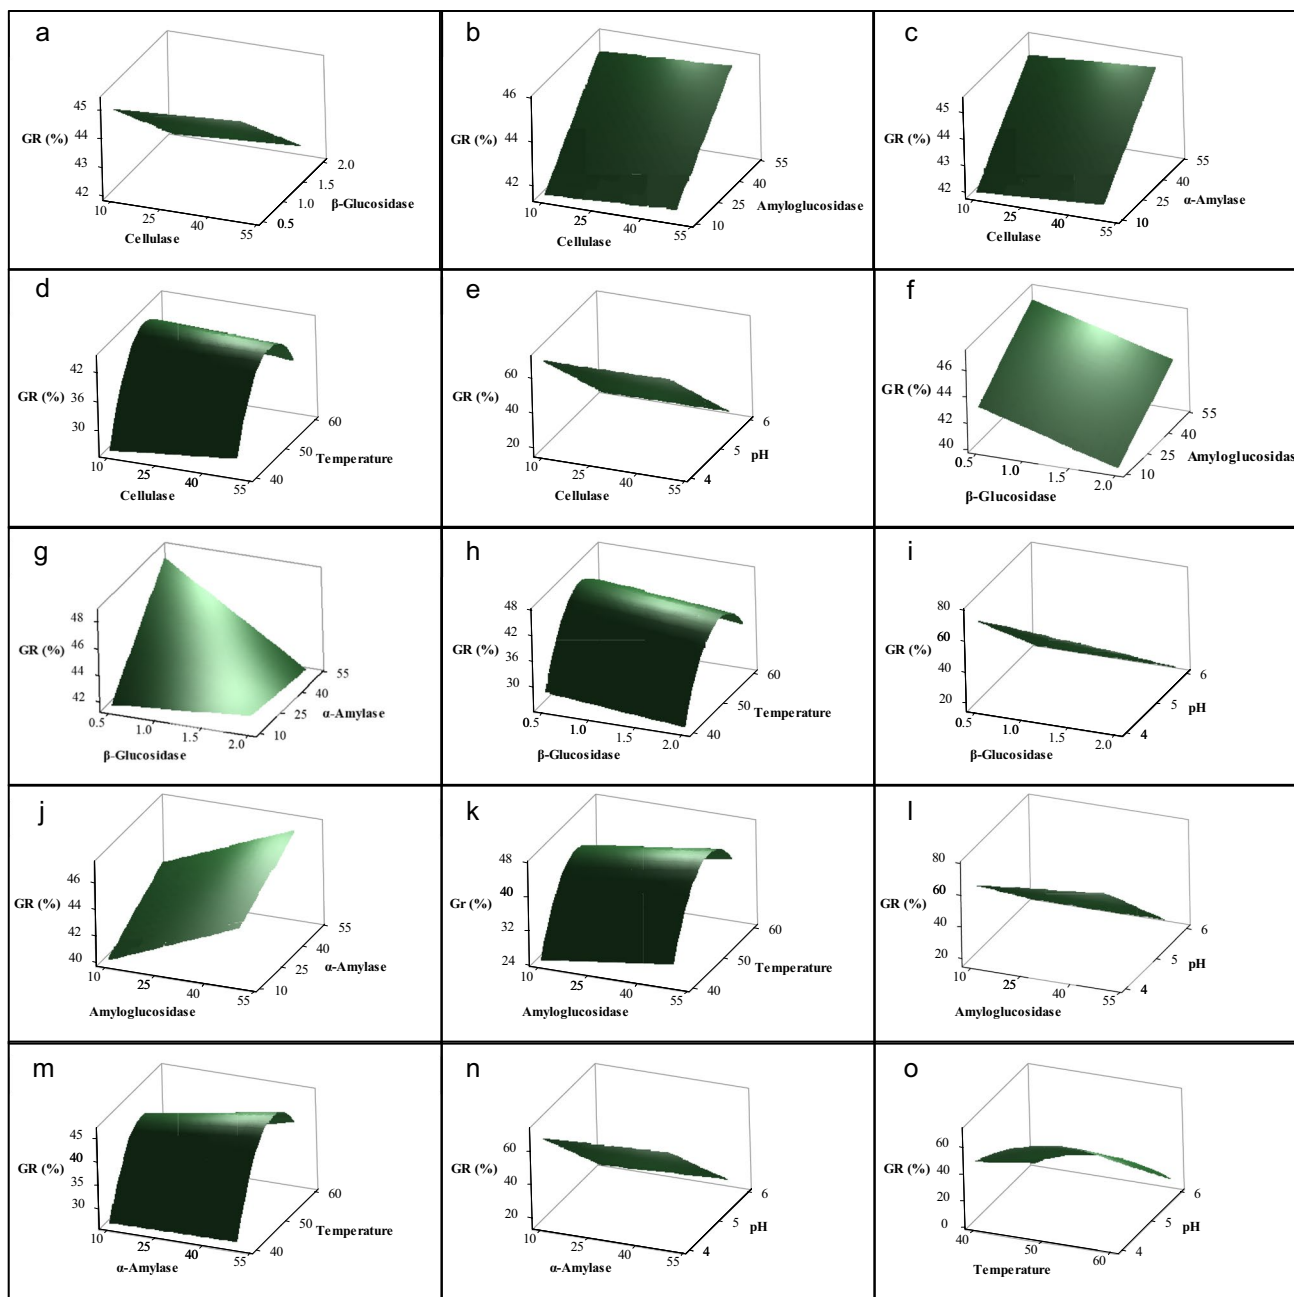 a
45
GR (%)
44
43
42
10
25
40
55
Cellulase
0.5
1.0
1.5
2.0
β-Glucosidase
b
46
GR (%)
44
42
10
25
40
55
Cellulase
10
25
40
55
Amyloglucosidase
c
45
GR (%)
44
43
42
10
25
40
55
Cellulase
10
25
40
55
α-Amylase
d
42
GR (%)
36
30
10
25
40
55
Cellulase
40
50
60
Temperature
e
60
GR (%)
40
20
10
25
40
55
Cellulase
4
5
6
pH
f
46
GR (%)
44
42
40
0.5
1.0
1.5
2.0
β-Glucosidase
10
25
40
55
Amyloglucosidas
g
48
46
GR (%)
44
42
0.5
1.0
1.5
2.0
β-Glucosidase
10
25
40
55
α-Amylase
h
48
42
GR (%)
36
30
0.5
1.0
1.5
2.0
β-Glucosidase
40
50
60
Temperature
i
80
60
GR (%)
40
20
0.5
1.0
1.5
2.0
β-Glucosidase
4
5
6
pH
j
46
GR (%)
44
42
40
10
25
40
55
Amyloglucosidase
10
25
40
55
α-Amylase
k
48
40
Gr (%)
32
24
10
25
40
55
Amyloglucosidase
40
50
60
Temperature
l
80
60
GR (%)
40
20
10
25
40
55
Amyloglucosidase
4
5
6
pH
m
45
40
GR (%)
35
30
10
25
40
55
α-Amylase
40
50
60
Temperature
n
60
GR (%)
40
20
10
25
40
55
α-Amylase
4
5
6
pH
o
60
GR (%)
40
20
0
40
50
60
Temperature
4
5
6
pH